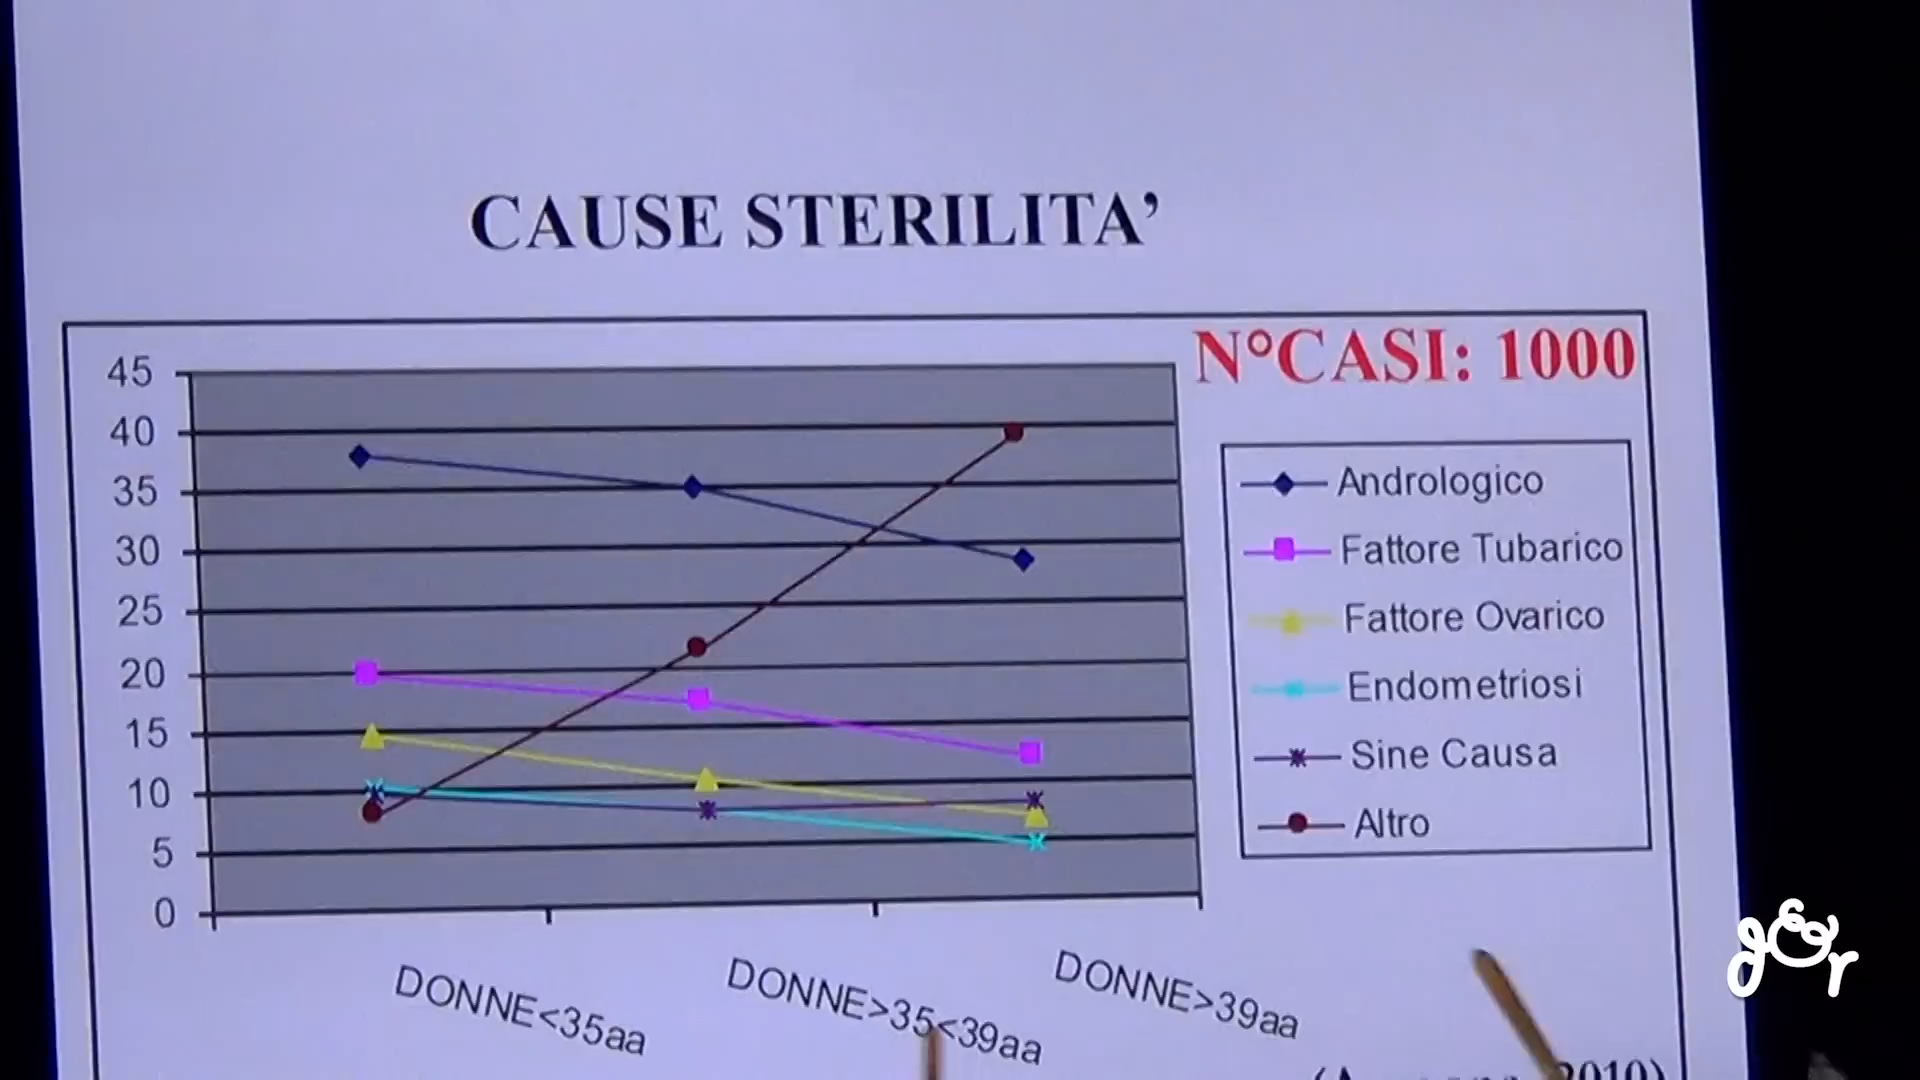 CAUSE STERILITA’
N°CASI: 1000
45
40
35
30
25
20
15
10
5
0
Andrologico
Fattore Tubarico
Fattore Ovarico
Endometriosi
Sine Causa
Altro
DONNE<35aa
DONNE>35<39aa
DONNE>39aa
2010)
g&r